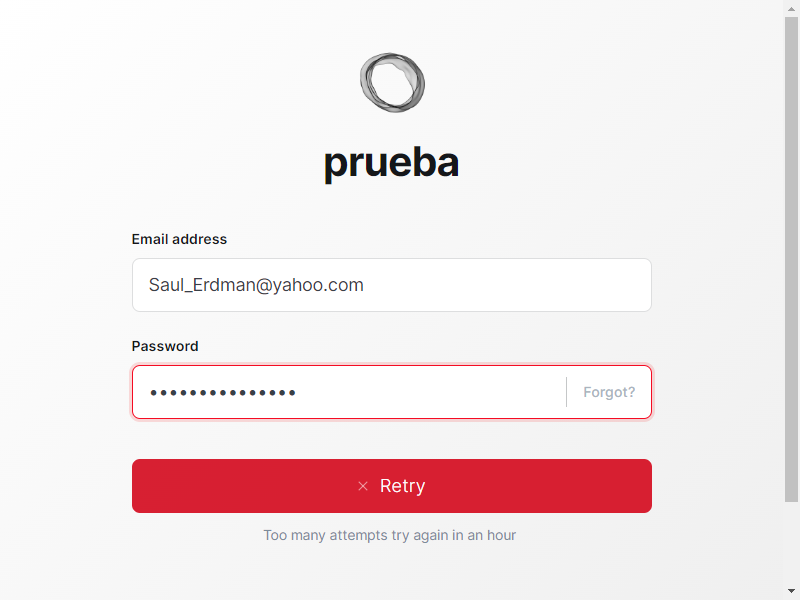 prueba
Email address
Saul_Erdman@yahoo.com
Password
•••••••••••••••
Forgot?
× Retry
Too many attempts try again in an hour